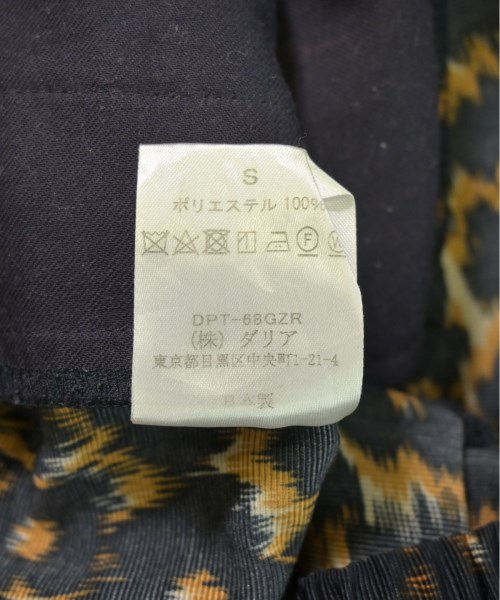 S
ポリエステル 100%
F W
DPT-68GZR
(株) ダリア
東京都目黒区中央町1-21-4
日本製